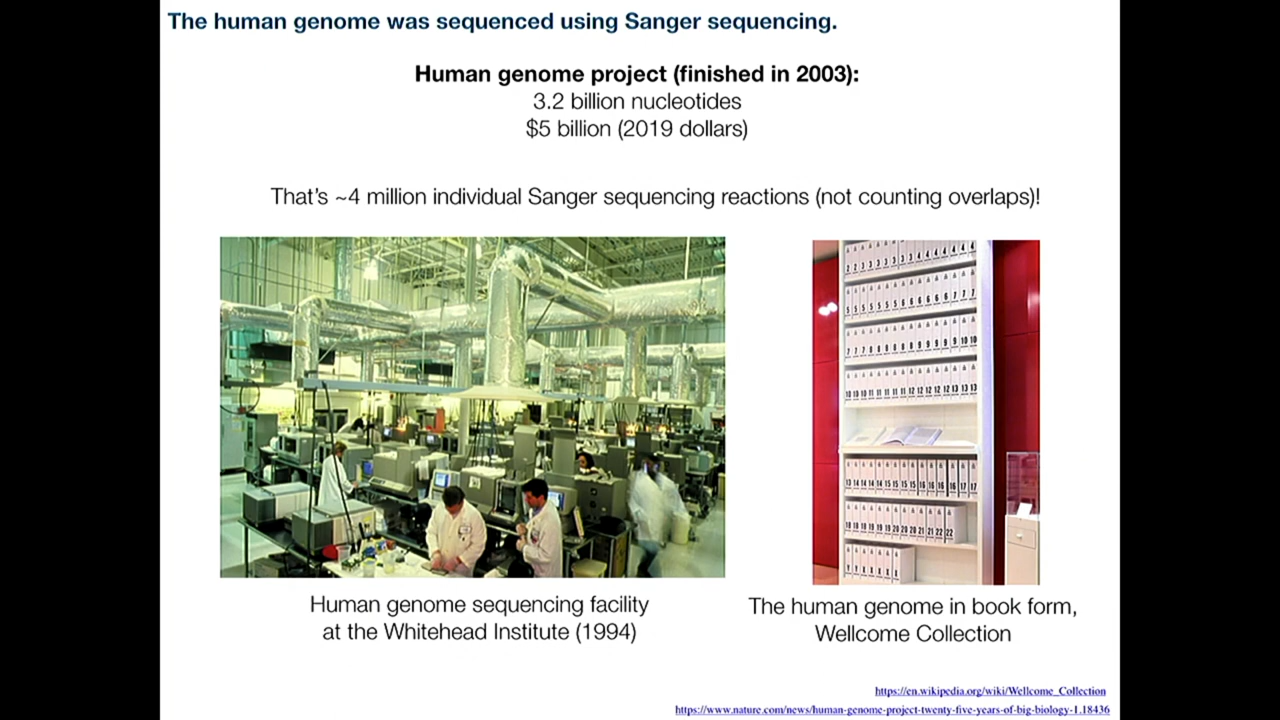 The human genome was sequenced using Sanger sequencing.
Human genome project (finished in 2003):
3.2 billion nucleotides
$5 billion (2019 dollars)
That's ~4 million individual Sanger sequencing reactions (not counting overlaps)!
Human genome sequencing facility
at the Whitehead Institute (1994)
The human genome in book form,
Wellcome Collection
https://en.wikipedia.org/wiki/Wellcome_Collection
https://www.nature.com/news/human-genome-project-twenty-five-years-of-big-biology-1.18436